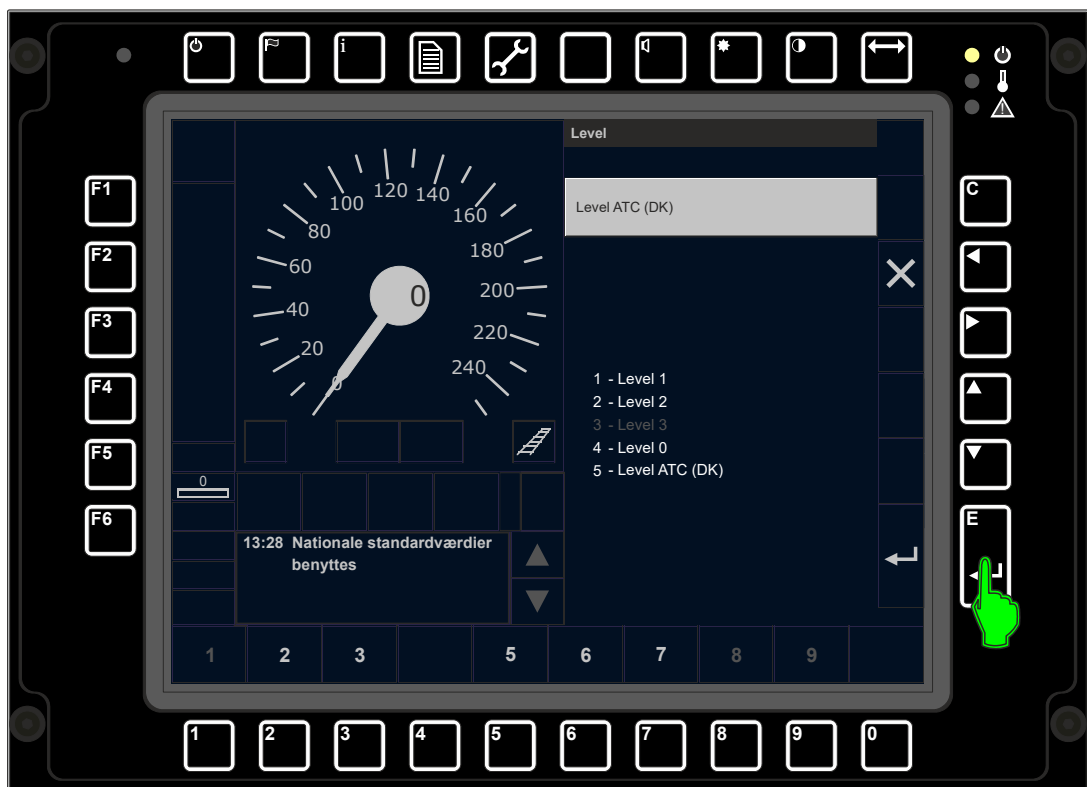 i
Level
F1
F2
F3
F4
F5
F6
C
E
Level ATC (DK)
0
20
40
60
80
100
120
140
160
180
200
220
240
0
1 - Level 1
2 - Level 2
3 - Level 3
4 - Level 0
5 - Level ATC (DK)
0
13:28 Nationale standardværdier
benyttes
1 2 3 5 6 7 8 9
1 2 3 4 5 6 7 8 9 0